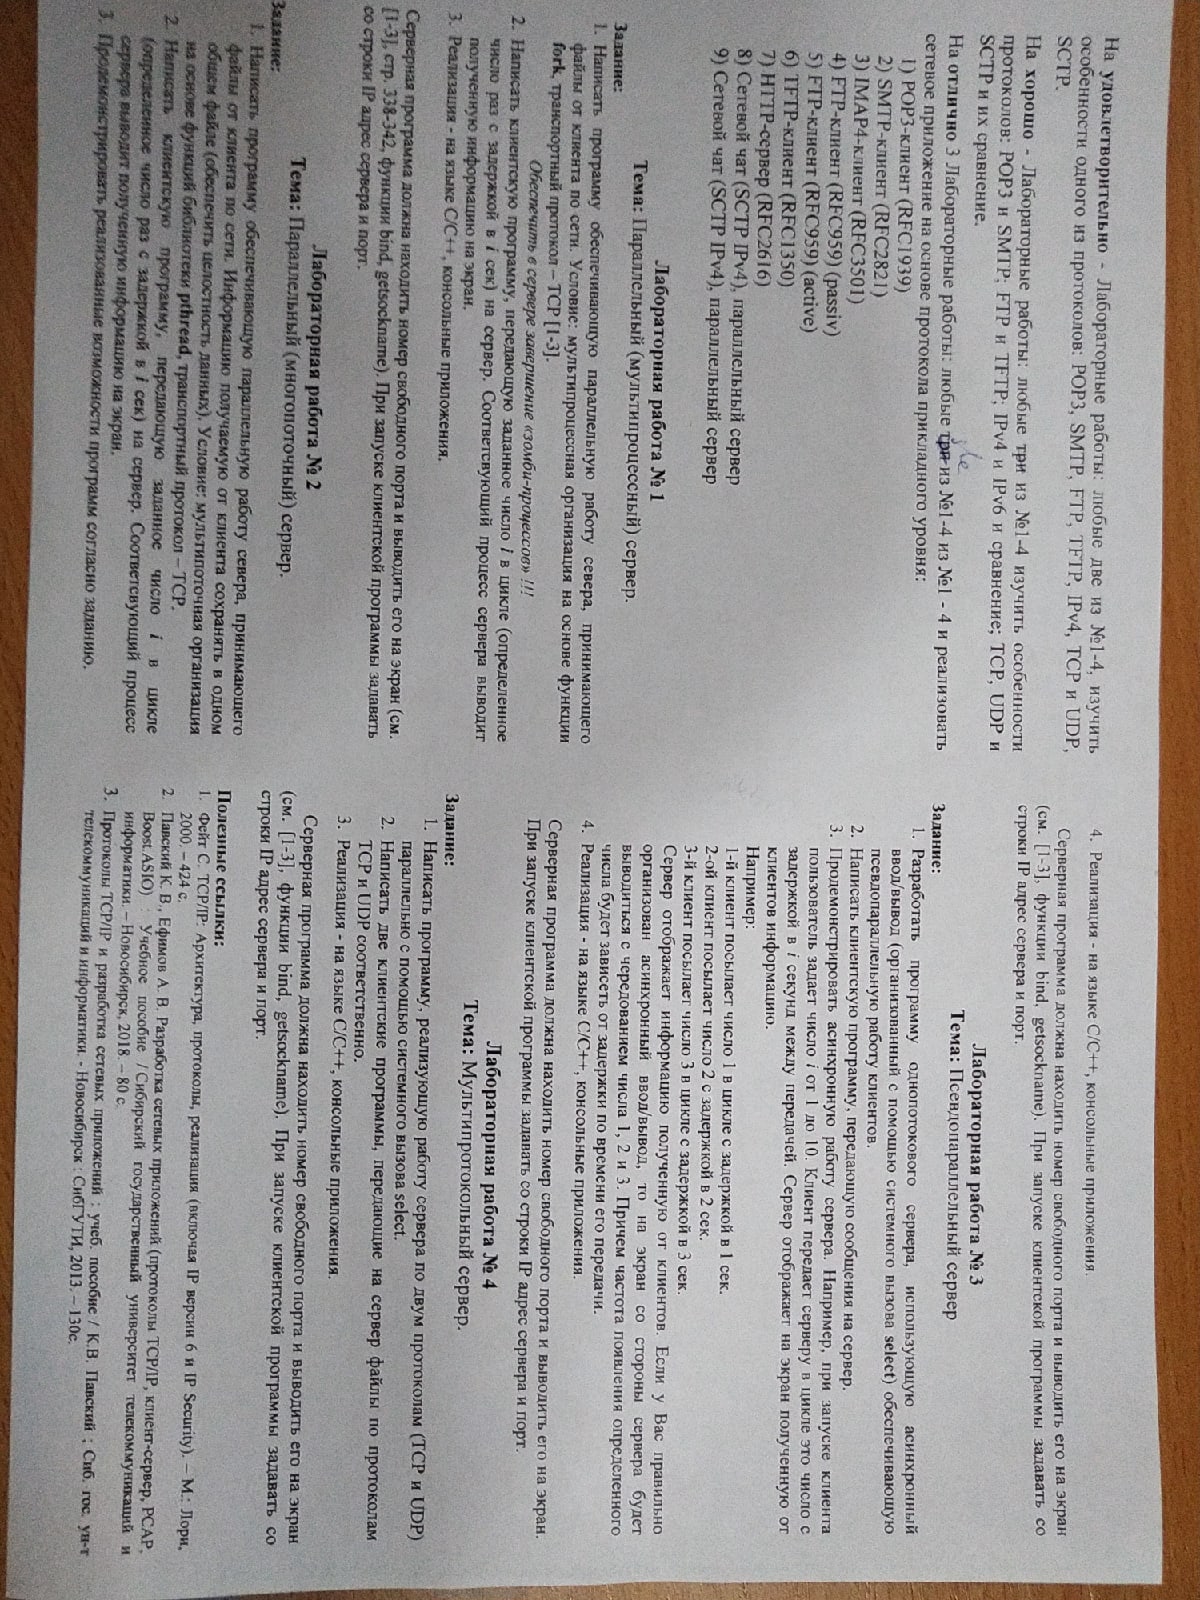 На удовлетворительно - Лабораторные работы: любые две из №1-4, изучить
особенности одного из протоколов: POP3, SMTP, FTP, TFTP, IPv4, TCP и UDP,
SCTP.
На хорошо - Лабораторные работы: любые три из №1-4 изучить особенности
протоколов: POP3 и SMTP; FTP и TFTP; IPv4 и IPv6 и сравнение; TCP, UDP и
SCTP и их сравнение.
На отлично 3 Лабораторные работы: любые три из №1-4 из №1 - 4 и реализовать
сетевое приложение на основе протокола прикладного уровня:
1) POP3-клиент (RFC1939)
2) SMTP-клиент (RFC2821)
3) IMAP4-клиент (RFC3501)
4) FTP-клиент (RFC959) (passiv)
5) FTP-клиент (RFC959) (active)
6) TFTP-клиент (RFC1350)
7) HTTP-сервер (RFC2616)
8) Сетевой чат (SCTP IPv4), параллельный сервер
9) Сетевой чат (SCTP IPv4), параллельный сервер
Лабораторная работа № 1
Тема: Параллельный (мультипроцессный) сервер.
Задание:
1. Написать программу обеспечивающую параллельную работу севера, принимающего
файлы от клиента по сети. Условие: мультипроцессная организация на основе функции
fork, транспортный протокол – TCP [1-3].
Обеспечить в сервере завершение «зомби-процессов» !!!
2. Написать клиентскую программу, передающую заданное число i в цикле (определенное
число раз с задержкой в i сек) на сервер. Соответсвующий процесс сервера выводит
полученную информацию на экран.
3. Реализация - на языке C/C++, консольные приложения.
Серверная программа должна находить номер свободного порта и выводить его на экран (см.
[1-3], стр. 338-342, функции bind, getsockname). При запуске клиентской программы задавать
со строки IP адрес сервера и порт.
Лабораторная работа № 2
Тема: Параллельный (многопоточный) сервер.
Задание:
1. Написать программу обеспечивающую параллельную работу севера, принимающего
файлы от клиента по сети. Информацию получаемую от клиента сохранять в одном
общем файле (обеспечить целостность данных). Условие: мультипоточная организация
на основе функций библиотеки pthread, транспортный протокол – TCP.
2. Написать клиентскую программу, передающую заданное число i в цикле
(определенное число раз с задержкой в i сек) на сервер. Соответсвующий процесс
сервера выводит полученную информацию на экран.
3. Продемонстрировать реализованные возможности программ согласно заданию.
4. Реализация - на языке C/C++, консольные приложения.
Серверная программа должна находить номер свободного порта и выводить его на экран
(см. [1-3], функции bind, getsockname). При запуске клиентской программы задавать со
строки IP адрес сервера и порт.
Лабораторная работа № 3
Тема: Псевдопараллельный сервер
Задание:
1. Разработать программу однопотокового сервера, использующую асинхронный
ввод/вывод (организованный с помощью системного вызова select) обеспечивающую
псевдопараллельную работу клиентов.
2. Написать клиентскую программу, передающую сообщения на сервер.
3. Продемонстрировать асинхронную работу сервера. Например, при запуске клиента
пользователь задает число i от 1 до 10. Клиент передает серверу в цикле это число с
задержкой в i секунд между передачей. Сервер отображает на экран полученную от
клиентов информацию.
Например:
1-й клиент посылает число 1 в цикле с задержкой в 1 сек.
2-ой клиент посылает число 2 с задержкой в 2 сек.
3-й клиент посылает число 3 в цикле с задержкой в 3 сек.
Сервер отображает информацию полученную от клиентов. Если у Вас правильно
организован асинхронный ввод/вывод, то на экран со стороны сервера будет
выводиться с чередованием числа 1, 2 и 3. Причем частота появления определенного
числа будет зависеть от задержки по времени его передачи.
4. Реализация - на языке C/C++, консольные приложения.
Серверная программа должна находить номер свободного порта и выводить его на экран.
При запуске клиентской программы задавать со строки IP адрес сервера и порт.
Лабораторная работа № 4
Тема: Мультипротокольный сервер.
Задание:
1. Написать программу, реализующую работу сервера по двум протоколам (TCP и UDP)
параллельно с помощью системного вызова select.
2. Написать две клиентские программы, передающие на сервер файлы по протоколам
TCP и UDP соответственно.
3. Реализация - на языке C/C++, консольные приложения.
Серверная программа должна находить номер свободного порта и выводить его на экран
(см. [1-3], функции bind, getsockname). При запуске клиентской программы задавать со
строки IP адрес сервера и порт.
Полезные ссылки:
1. Фейт С. TCP/IP: Архитектура, протоколы, реализация (включая IP версии 6 и IP Security). – М.: Лори,
2000. – 424 с.
2. Павский К. В., Ефимов А. В. Разработка сетевых приложений (протоколы TCP/IP, клиент-сервер, PCAP,
Boost.ASIO) : Учебное пособие / Сибирский государственный университет телекоммуникаций и
информатики. – Новосибирск, 2018. – 80 с.
3. Протоколы TCP/IP и разработка сетевых приложений : учеб. пособие / К.В. Павский ; Сиб. гос. ун-т
телекоммуникаций и информатики. - Новосибирск : СибГУТИ, 2013. – 130с.